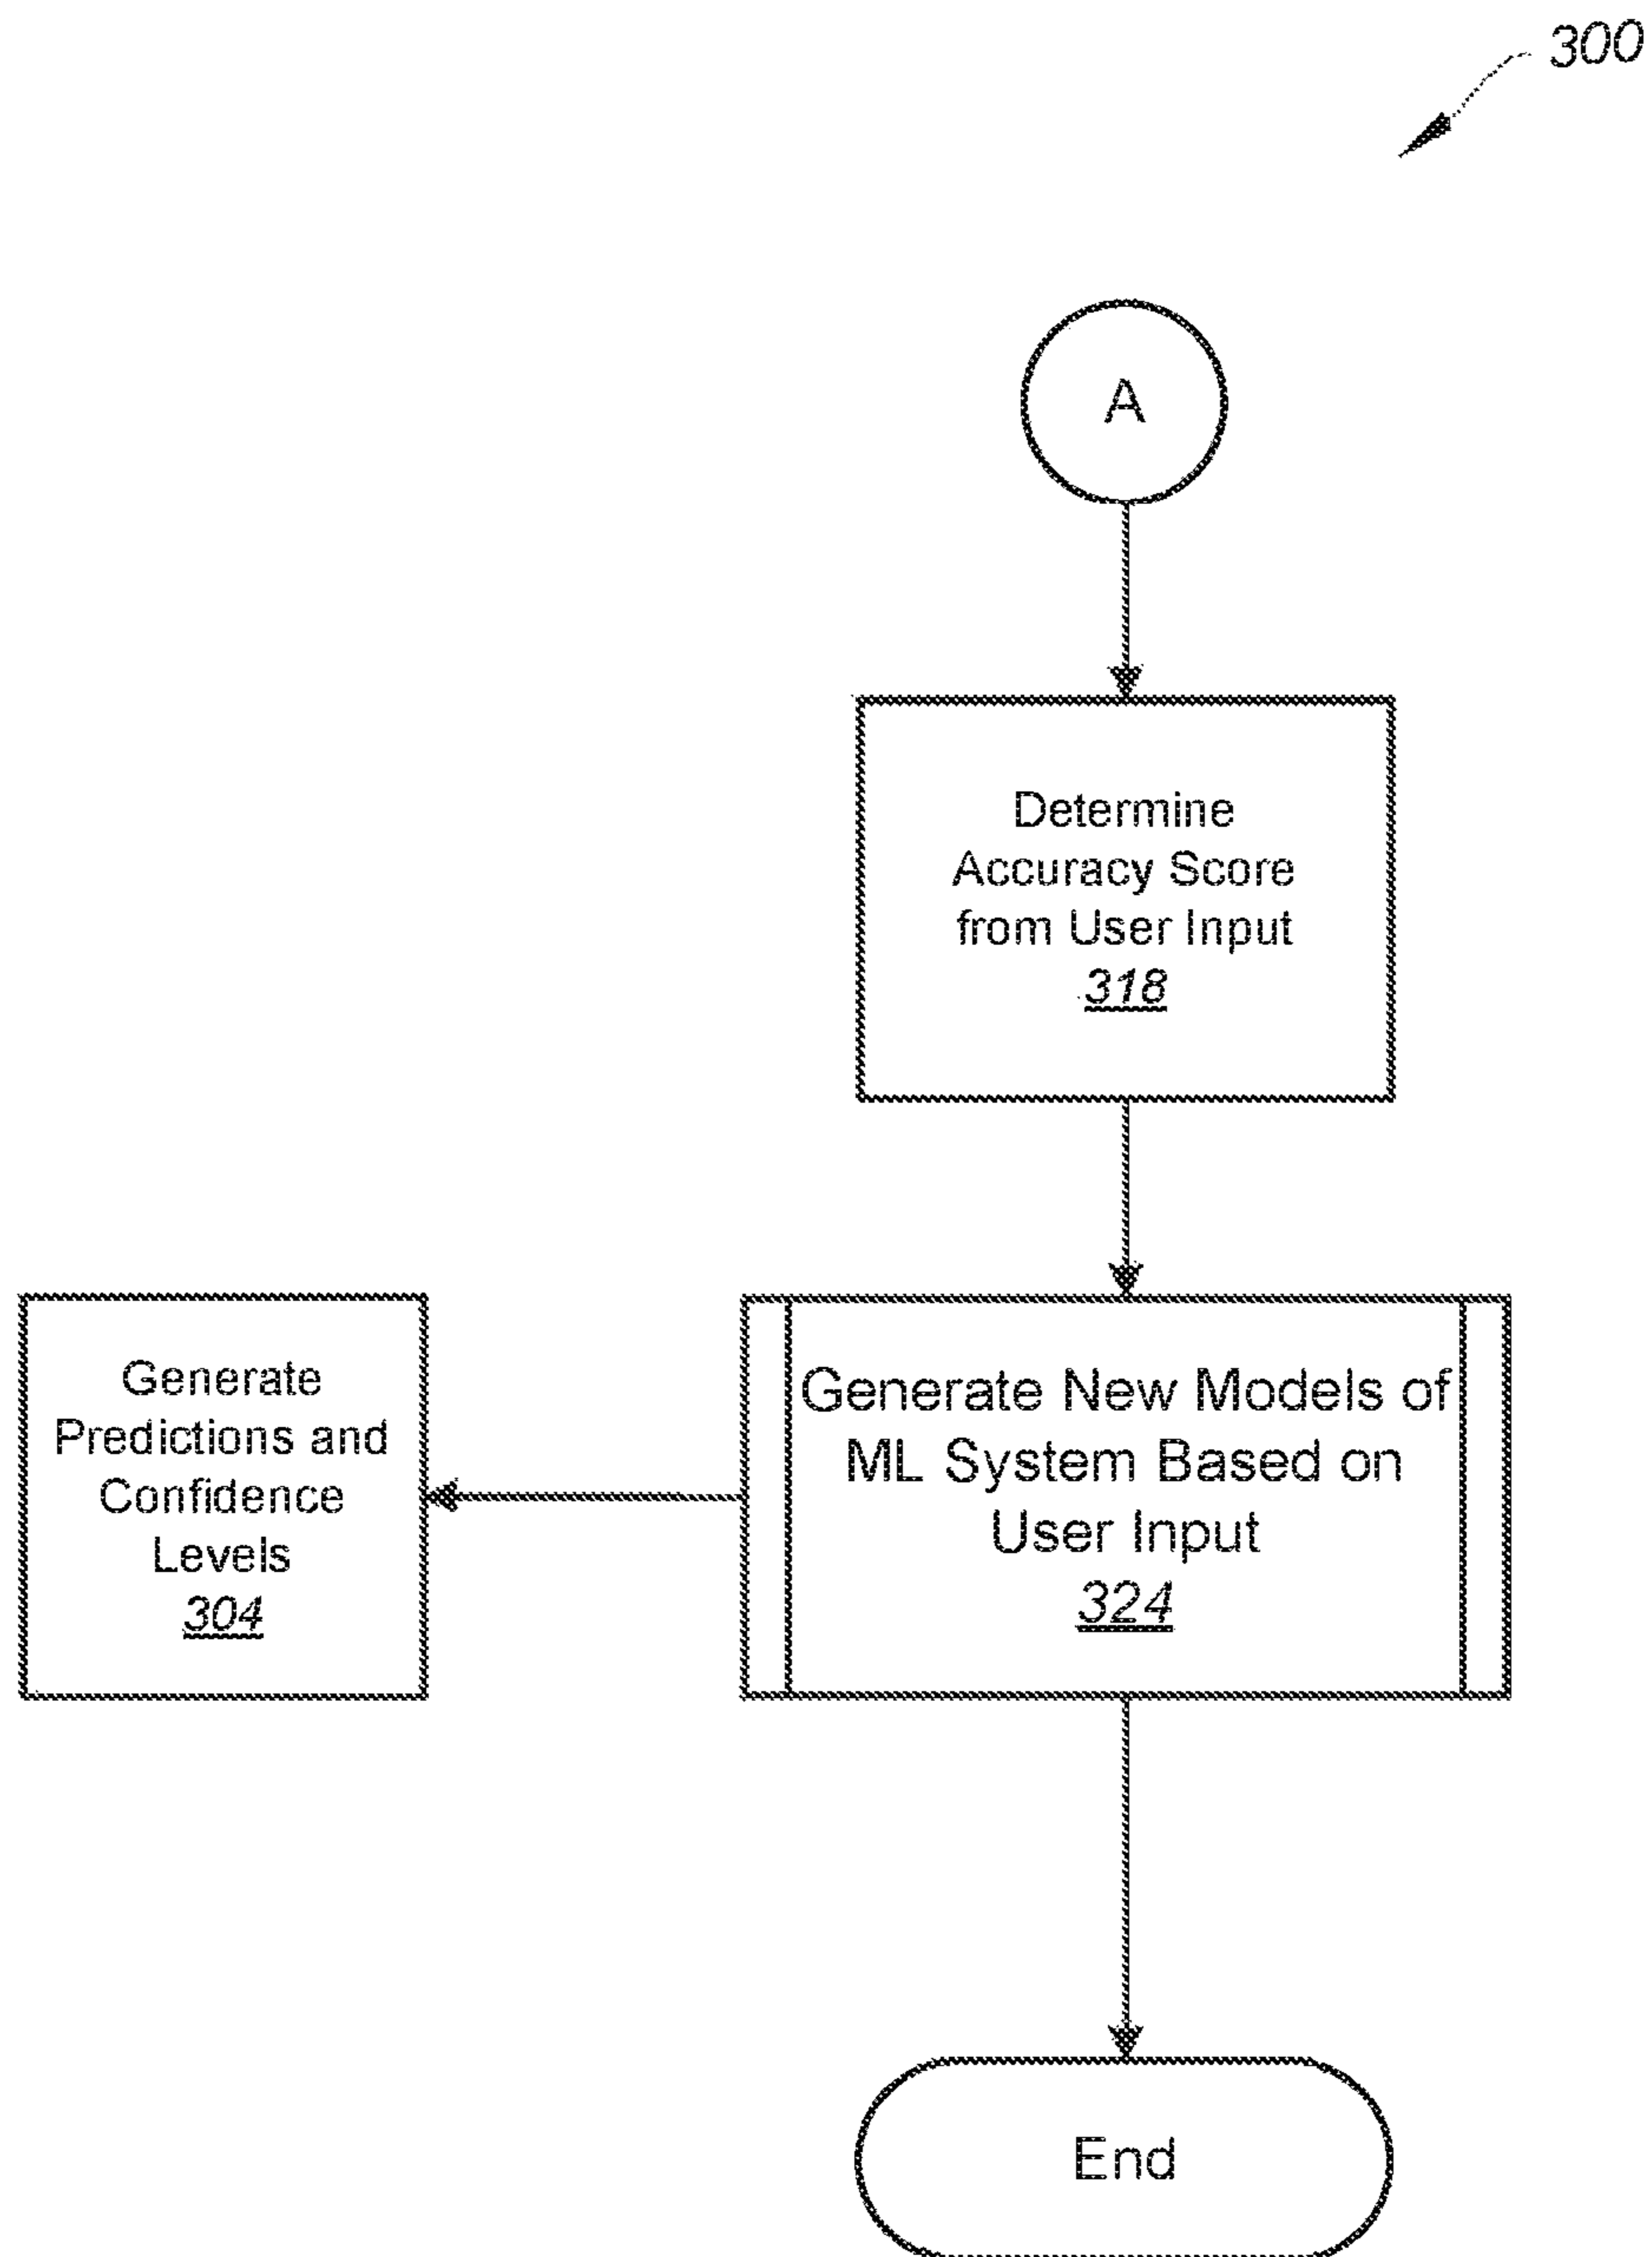 300
A
Determine
Accuracy Score
from User Input
318
Generate
Predictions and
Confidence
Levels
304
Generate New Models of
ML System Based on
User Input
324
End